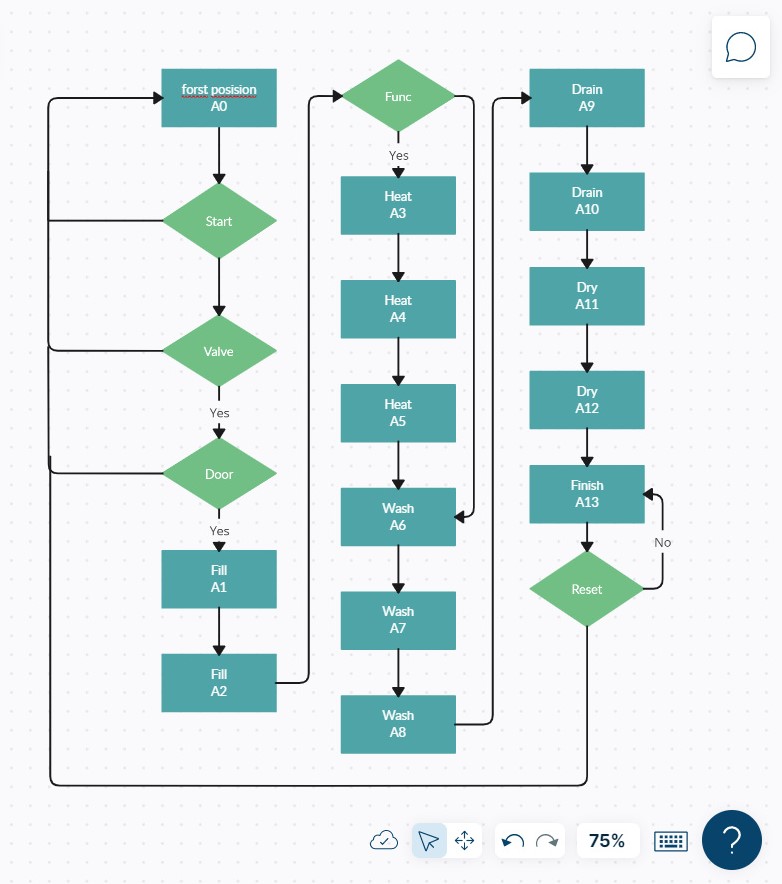 forst posision
A0
Start
Valve
Yes
Door
Yes
Fill
A1
Fill
A2
Func
Yes
Heat
A3
Heat
A4
Heat
A5
Wash
A6
Wash
A7
Wash
A8
Drain
A9
Drain
A10
Dry
A11
Dry
A12
Finish
A13
No
Reset
75%
?